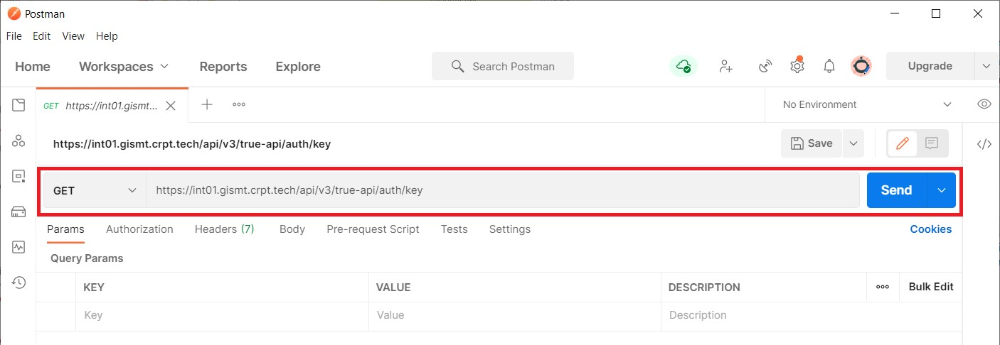 Postman
File Edit View Help
Home Workspaces Reports Explore Search Postman Upgrade
GET https://int01.gismt... No Environment
https://int01.gismt.crpt.tech/api/v3/true-api/auth/key Save
GET https://int01.gismt.crpt.tech/api/v3/true-api/auth/key Send
Params Authorization Headers (7) Body Pre-request Script Tests Settings Cookies
Query Params
KEY VALUE DESCRIPTION Bulk Edit
Key Value Description